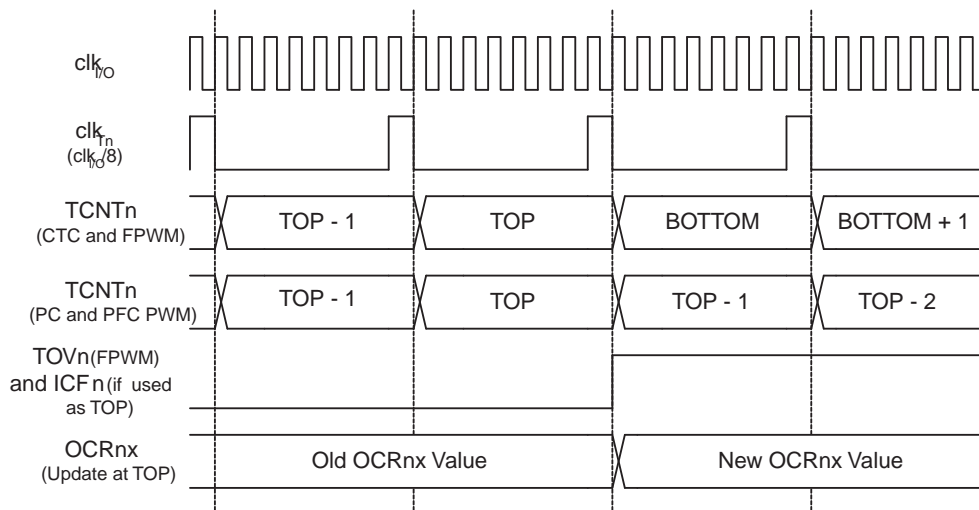 clkI/O
clkTn
(clkI/O/8)
TCNTn
(CTC and FPWM)
TOP - 1
TOP
BOTTOM
BOTTOM + 1
TCNTn
(PC and PFC PWM)
TOP - 1
TOP
TOP - 1
TOP - 2
TOVn (FPWM)
and ICFn (if used
as TOP)
OCRnx
(Update at TOP)
Old OCRnx Value
New OCRnx Value